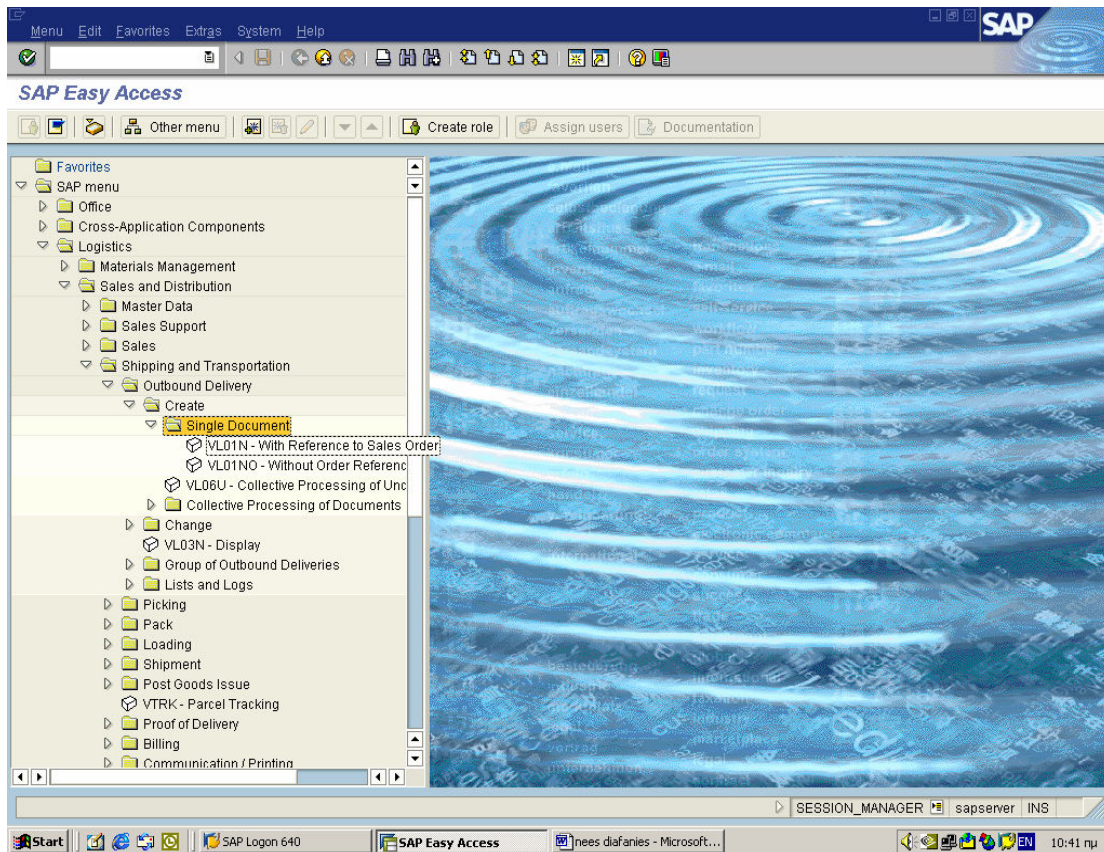 Menu Edit Favorites Extras System Help
SAP
SAP Easy Access
Other menu Create role Assign users Documentation
Favorites
SAP menu
Office
Cross-Application Components
Logistics
Materials Management
Sales and Distribution
Master Data
Sales Support
Sales
Shipping and Transportation
Outbound Delivery
Create
Single Document
VL01N - With Reference to Sales Order
VL01NO - Without Order Referenc
VL06U - Collective Processing of Unc
Collective Processing of Documents
Change
VL03N - Display
Group of Outbound Deliveries
Lists and Logs
Picking
Pack
Loading
Shipment
Post Goods Issue
VTRK - Parcel Tracking
Proof of Delivery
Billing
Communication / Printing
SESSION_MANAGER sapserver INS
Start SAP Logon 640 SAP Easy Access nees diafanies - Microsoft... EN 10:41 πμ